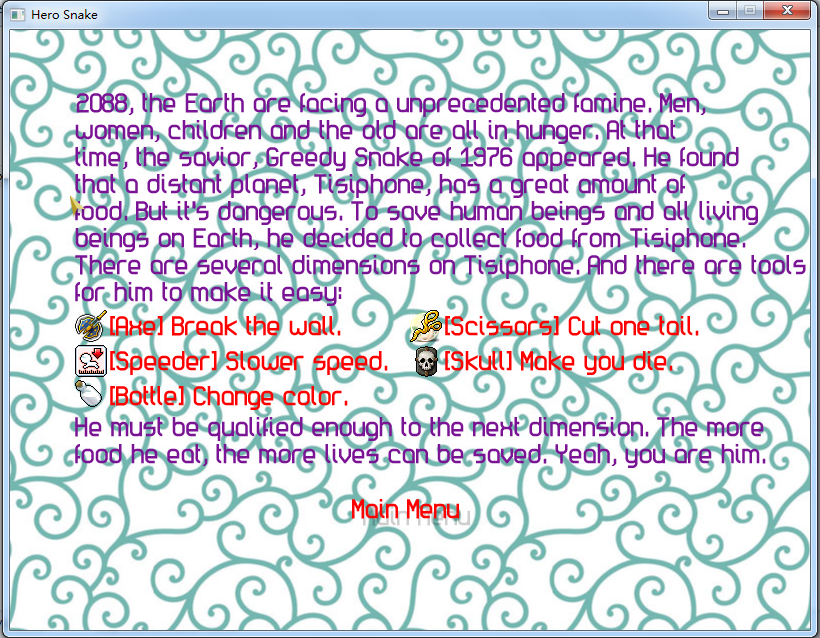 Hero Snake
2088, the Earth are facing a unprecedented famine. Men,
women, children and the old are all in hunger. At that
time, the savior, Greedy Snake of 1976 appeared. He found
that a distant planet, Tisiphone, has a great amount of
food. But it's dangerous. To save human beings and all living
beings on Earth, he decided to collect food from Tisiphone.
There are several dimensions on Tisiphone. And there are tools
for him to make it easy:
[Axe] Break the wall. [Scissors] Cut one tail.
[Speeder] Slower speed. [Skull] Make you die.
[Bottle] Change color.
He must be qualified enough to the next dimension. The more
food he eat, the more lives can be saved. Yeah, you are him.
Main Menu